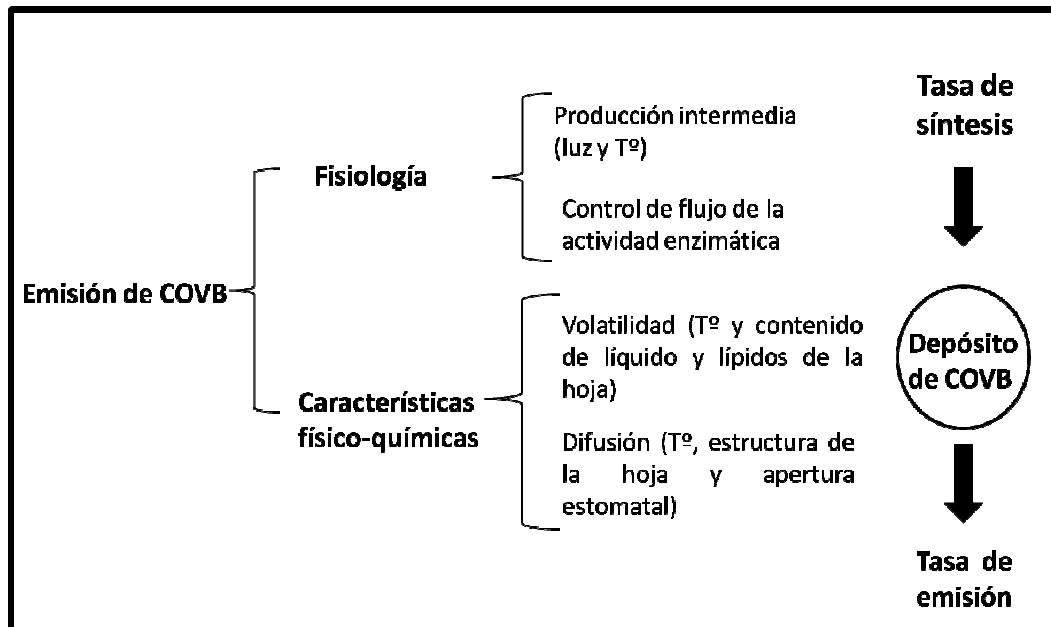 Emisión de COVB
Fisiología
Producción intermedia
(luz y Tº)
Control de flujo de la
actividad enzimática
Características
físico-químicas
Volatilidad (Tº y contenido
de líquido y lípidos de la
hoja)
Difusión (Tº, estructura de
la hoja y apertura
estomatal)
Tasa de
síntesis
Depósito
de COVB
Tasa de
emisión